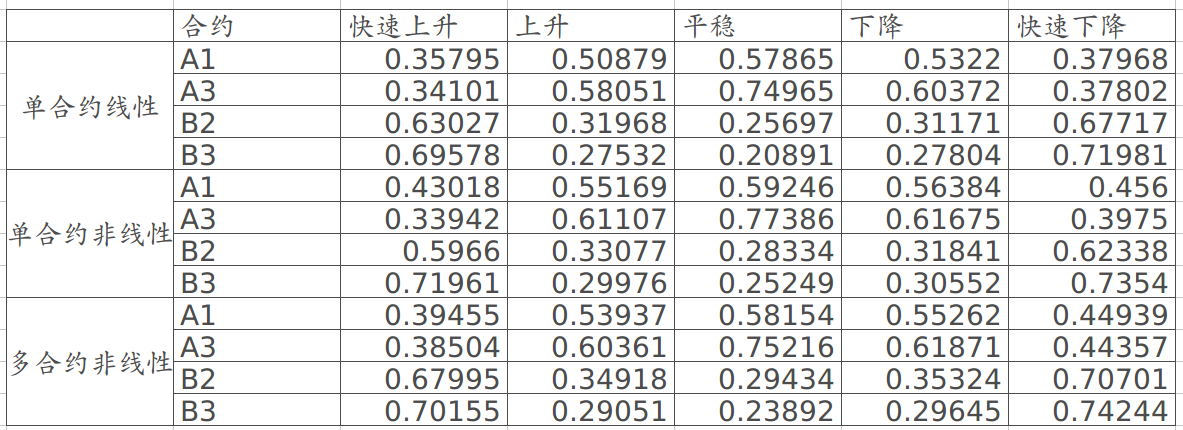 合约 快速上升 上升 平稳 下降 快速下降
单合约线性 A1 0.35795 0.50879 0.57865 0.5322 0.37968
A3 0.34101 0.58051 0.74965 0.60372 0.37802
B2 0.63027 0.31968 0.25697 0.31171 0.67717
B3 0.69578 0.27532 0.20891 0.27804 0.71981
单合约非线性 A1 0.43018 0.55169 0.59246 0.56384 0.456
A3 0.33942 0.61107 0.77386 0.61675 0.3975
B2 0.5966 0.33077 0.28334 0.31841 0.62338
B3 0.71961 0.29976 0.25249 0.30552 0.7354
多合约非线性 A1 0.39455 0.53937 0.58154 0.55262 0.44939
A3 0.38504 0.60361 0.75216 0.61871 0.44357
B2 0.67995 0.34918 0.29434 0.35324 0.70701
B3 0.70155 0.29051 0.23892 0.29645 0.74244